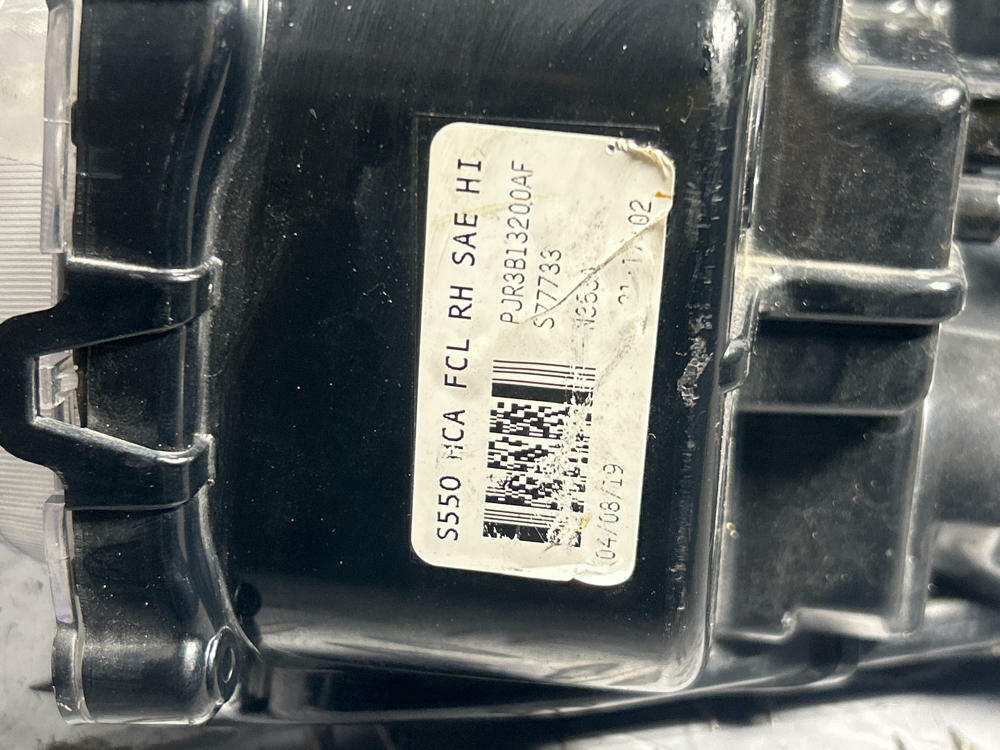 S550 HCA FCL RH SAE HI
PJR3B13200AF
S77733
04/08/19